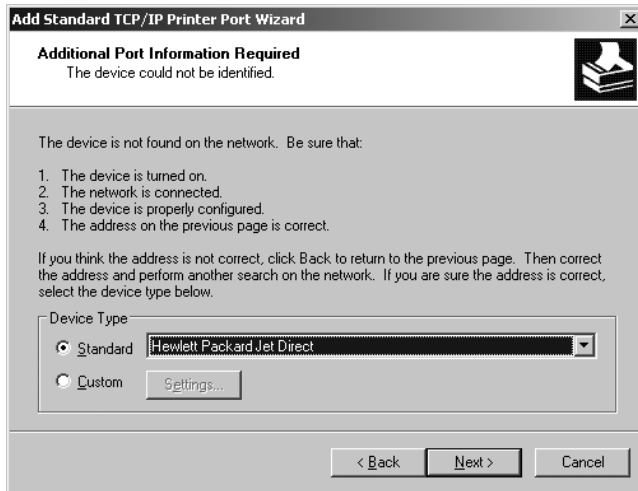 Add Standard TCP/IP Printer Port Wizard
Additional Port Information Required
The device could not be identified.
The device is not found on the network. Be sure that:
1. The device is turned on.
2. The network is connected.
3. The device is properly configured.
4. The address on the previous page is correct.
If you think the address is not correct, click Back to return to the previous page. Then correct
the address and perform another search on the network. If you are sure the address is correct,
select the device type below.
Device Type
Standard Hewlett Packard Jet Direct
Custom Settings...
< Back Next > Cancel